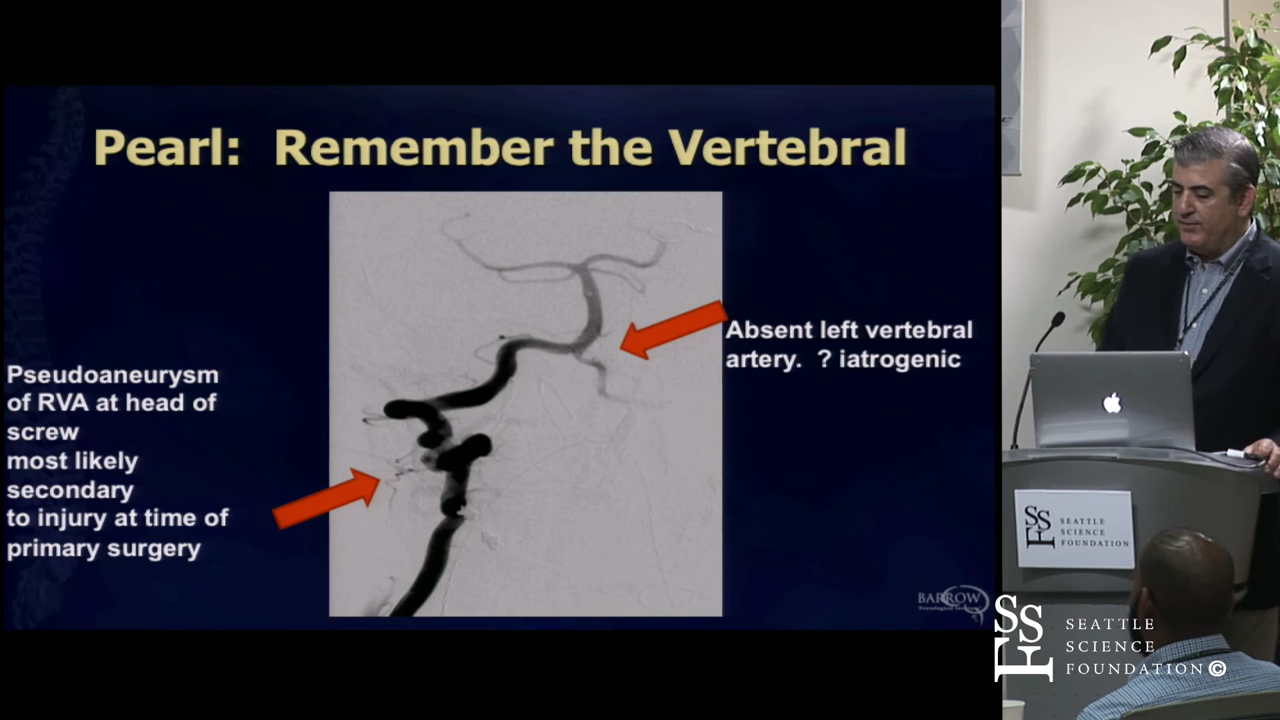 Pearl: Remember the Vertebral
Absent left vertebral
artery. ? iatrogenic
Pseudoaneurysm
of RVA at head of
screw
most likely
secondary
to injury at time of
primary surgery
BARROW
Neurological Institute
SSF
SEATTLE
SCIENCE
FOUNDATION
SSF
SEATTLE
SCIENCE
FOUNDATION©